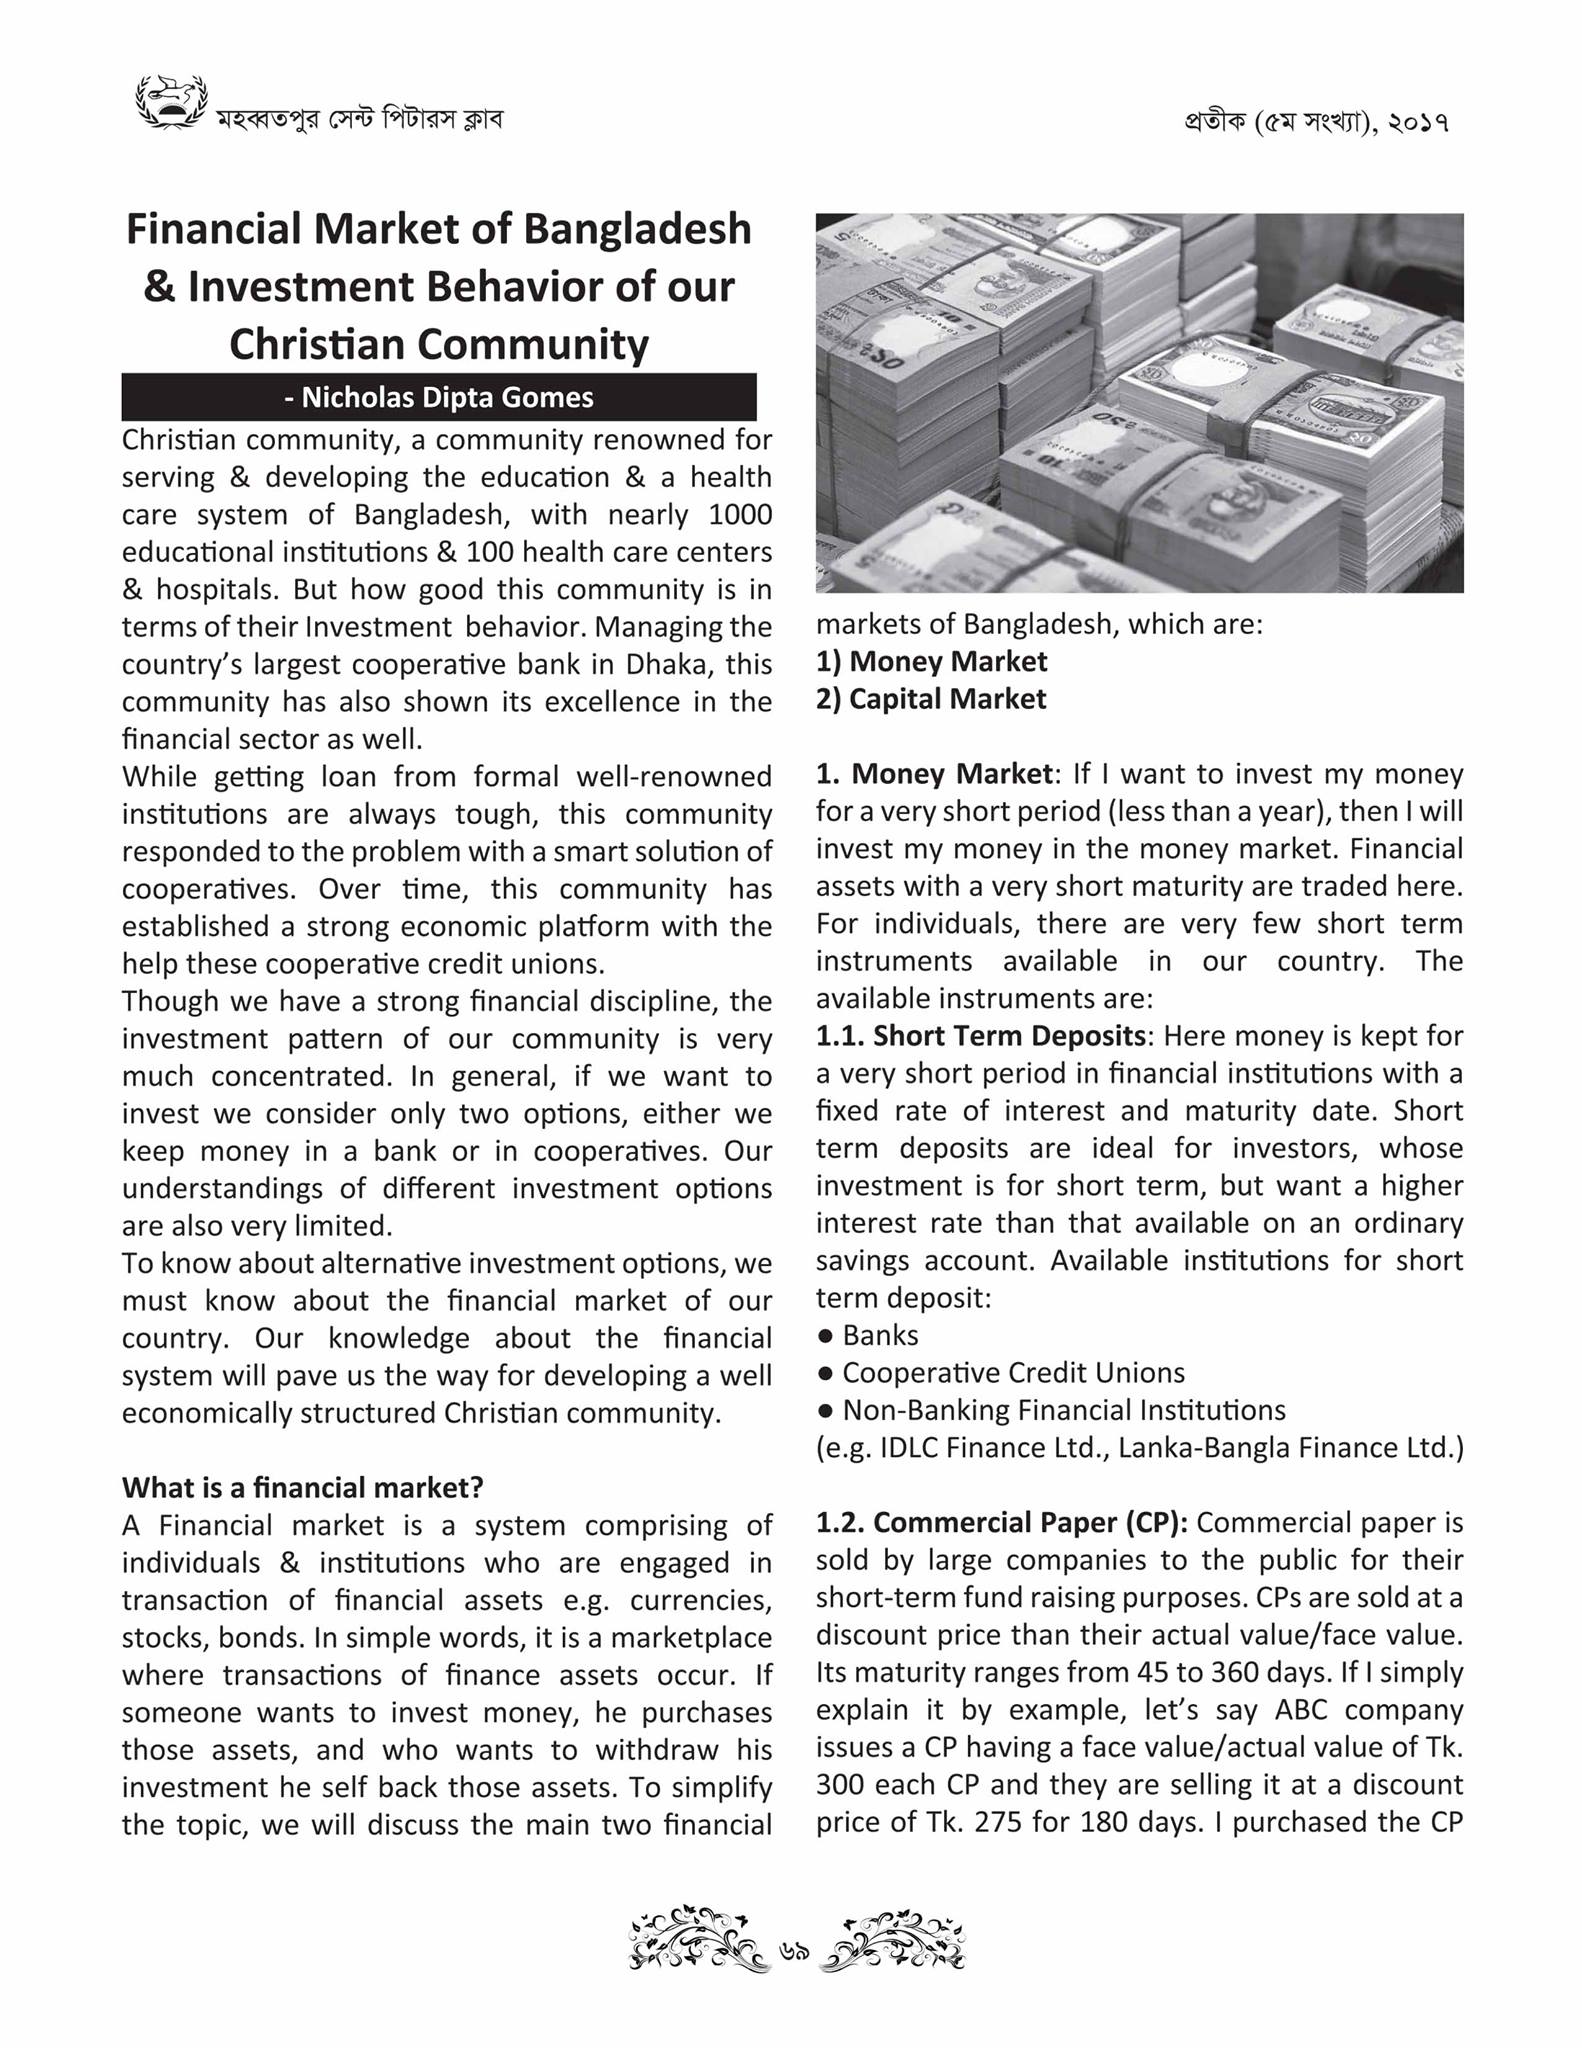 মহব্বতপুর সেন্ট পিটারস ক্লাব
প্রতীক (৫ম সংখ্যা), ২০১৭
Financial Market of Bangladesh
& Investment Behavior of our
Christian Community
- Nicholas Dipta Gomes
Christian community, a community renowned for
serving & developing the education & a health
care system of Bangladesh, with nearly 1000
educational institutions & 100 health care centers
& hospitals. But how good this community is in
terms of their Investment behavior. Managing the
country's largest cooperative bank in Dhaka, this
community has also shown its excellence in the
financial sector as well.
While getting loan from formal well-renowned
institutions are always tough, this community
responded to the problem with a smart solution of
cooperatives. Over time, this community has
established a strong economic platform with the
help these cooperative credit unions.
Though we have a strong financial discipline, the
investment pattern of our community is very
much concentrated. In general, if we want to
invest we consider only two options, either we
keep money in a bank or in cooperatives. Our
understandings of different investment options
are also very limited.
To know about alternative investment options, we
must know about the financial market of our
country. Our knowledge about the financial
system will pave us the way for developing a well
economically structured Christian community.
What is a financial market?
A Financial market is a system comprising of
individuals & institutions who are engaged in
transaction of financial assets e.g. currencies,
stocks, bonds. In simple words, it is a marketplace
where transactions of finance assets occur. If
someone wants to invest money, he purchases
those assets, and who wants to withdraw his
investment he self back those assets. To simplify
the topic, we will discuss the main two financial
markets of Bangladesh, which are:
1) Money Market
2) Capital Market
1. Money Market: If I want to invest my money
for a very short period (less than a year), then I will
invest my money in the money market. Financial
assets with a very short maturity are traded here.
For individuals, there are very few short term
instruments available in our country. The
available instruments are:
1.1. Short Term Deposits: Here money is kept for
a very short period in financial institutions with a
fixed rate of interest and maturity date. Short
term deposits are ideal for investors, whose
investment is for short term, but want a higher
interest rate than that available on an ordinary
savings account. Available institutions for short
term deposit:
● Banks
● Cooperative Credit Unions
● Non-Banking Financial Institutions
(e.g. IDLC Finance Ltd., Lanka-Bangla Finance Ltd.)
1.2. Commercial Paper (CP): Commercial paper is
sold by large companies to the public for their
short-term fund raising purposes. CPs are sold at a
discount price than their actual value/face value.
Its maturity ranges from 45 to 360 days. If I simply
explain it by example, let's say ABC company
issues a CP having a face value/actual value of Tk.
300 each CP and they are selling it at a discount
price of Tk. 275 for 180 days. I purchased the CP
৬৯